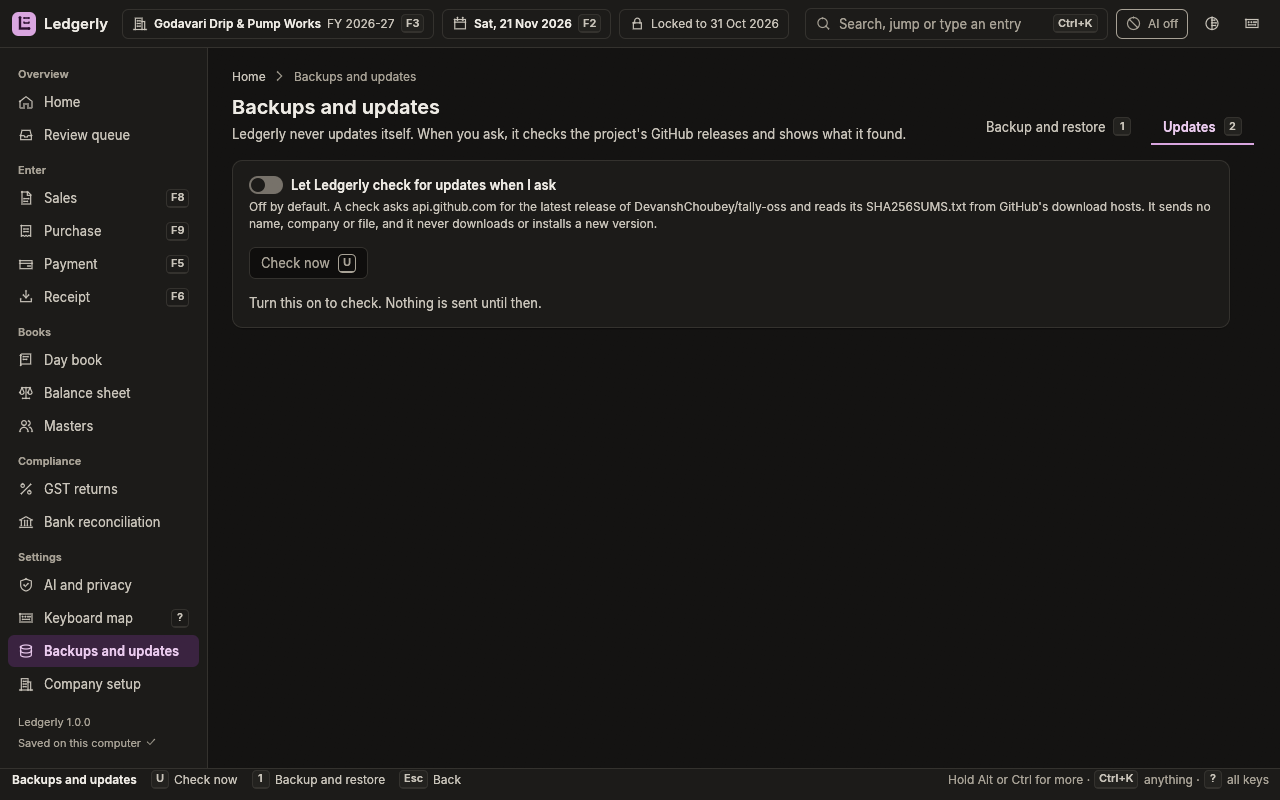 Ledgerly
Godavari Drip & Pump Works FY 2026-27 F3
Sat, 21 Nov 2026 F2
Locked to 31 Oct 2026
Search, jump or type an entry Ctrl+K
AI off
Overview
Home
Review queue
Enter
Sales F8
Purchase F9
Payment F5
Receipt F6
Books
Day book
Balance sheet
Masters
Compliance
GST returns
Bank reconciliation
Settings
AI and privacy
Keyboard map ?
Backups and updates
Company setup
Ledgerly 1.0.0
Saved on this computer
Home Backups and updates
Backups and updates
Ledgerly never updates itself. When you ask, it checks the project's GitHub releases and shows what it found.
Backup and restore 1
Updates 2
Let Ledgerly check for updates when I ask
Off by default. A check asks api.github.com for the latest release of DevanshChoubey/tally-oss and reads its SHA256SUMS.txt from GitHub's download hosts. It sends no
name, company or file, and it never downloads or installs a new version.
Check now U
Turn this on to check. Nothing is sent until then.
Backups and updates U Check now 1 Backup and restore Esc Back
Hold Alt or Ctrl for more · Ctrl+K anything · ? all keys